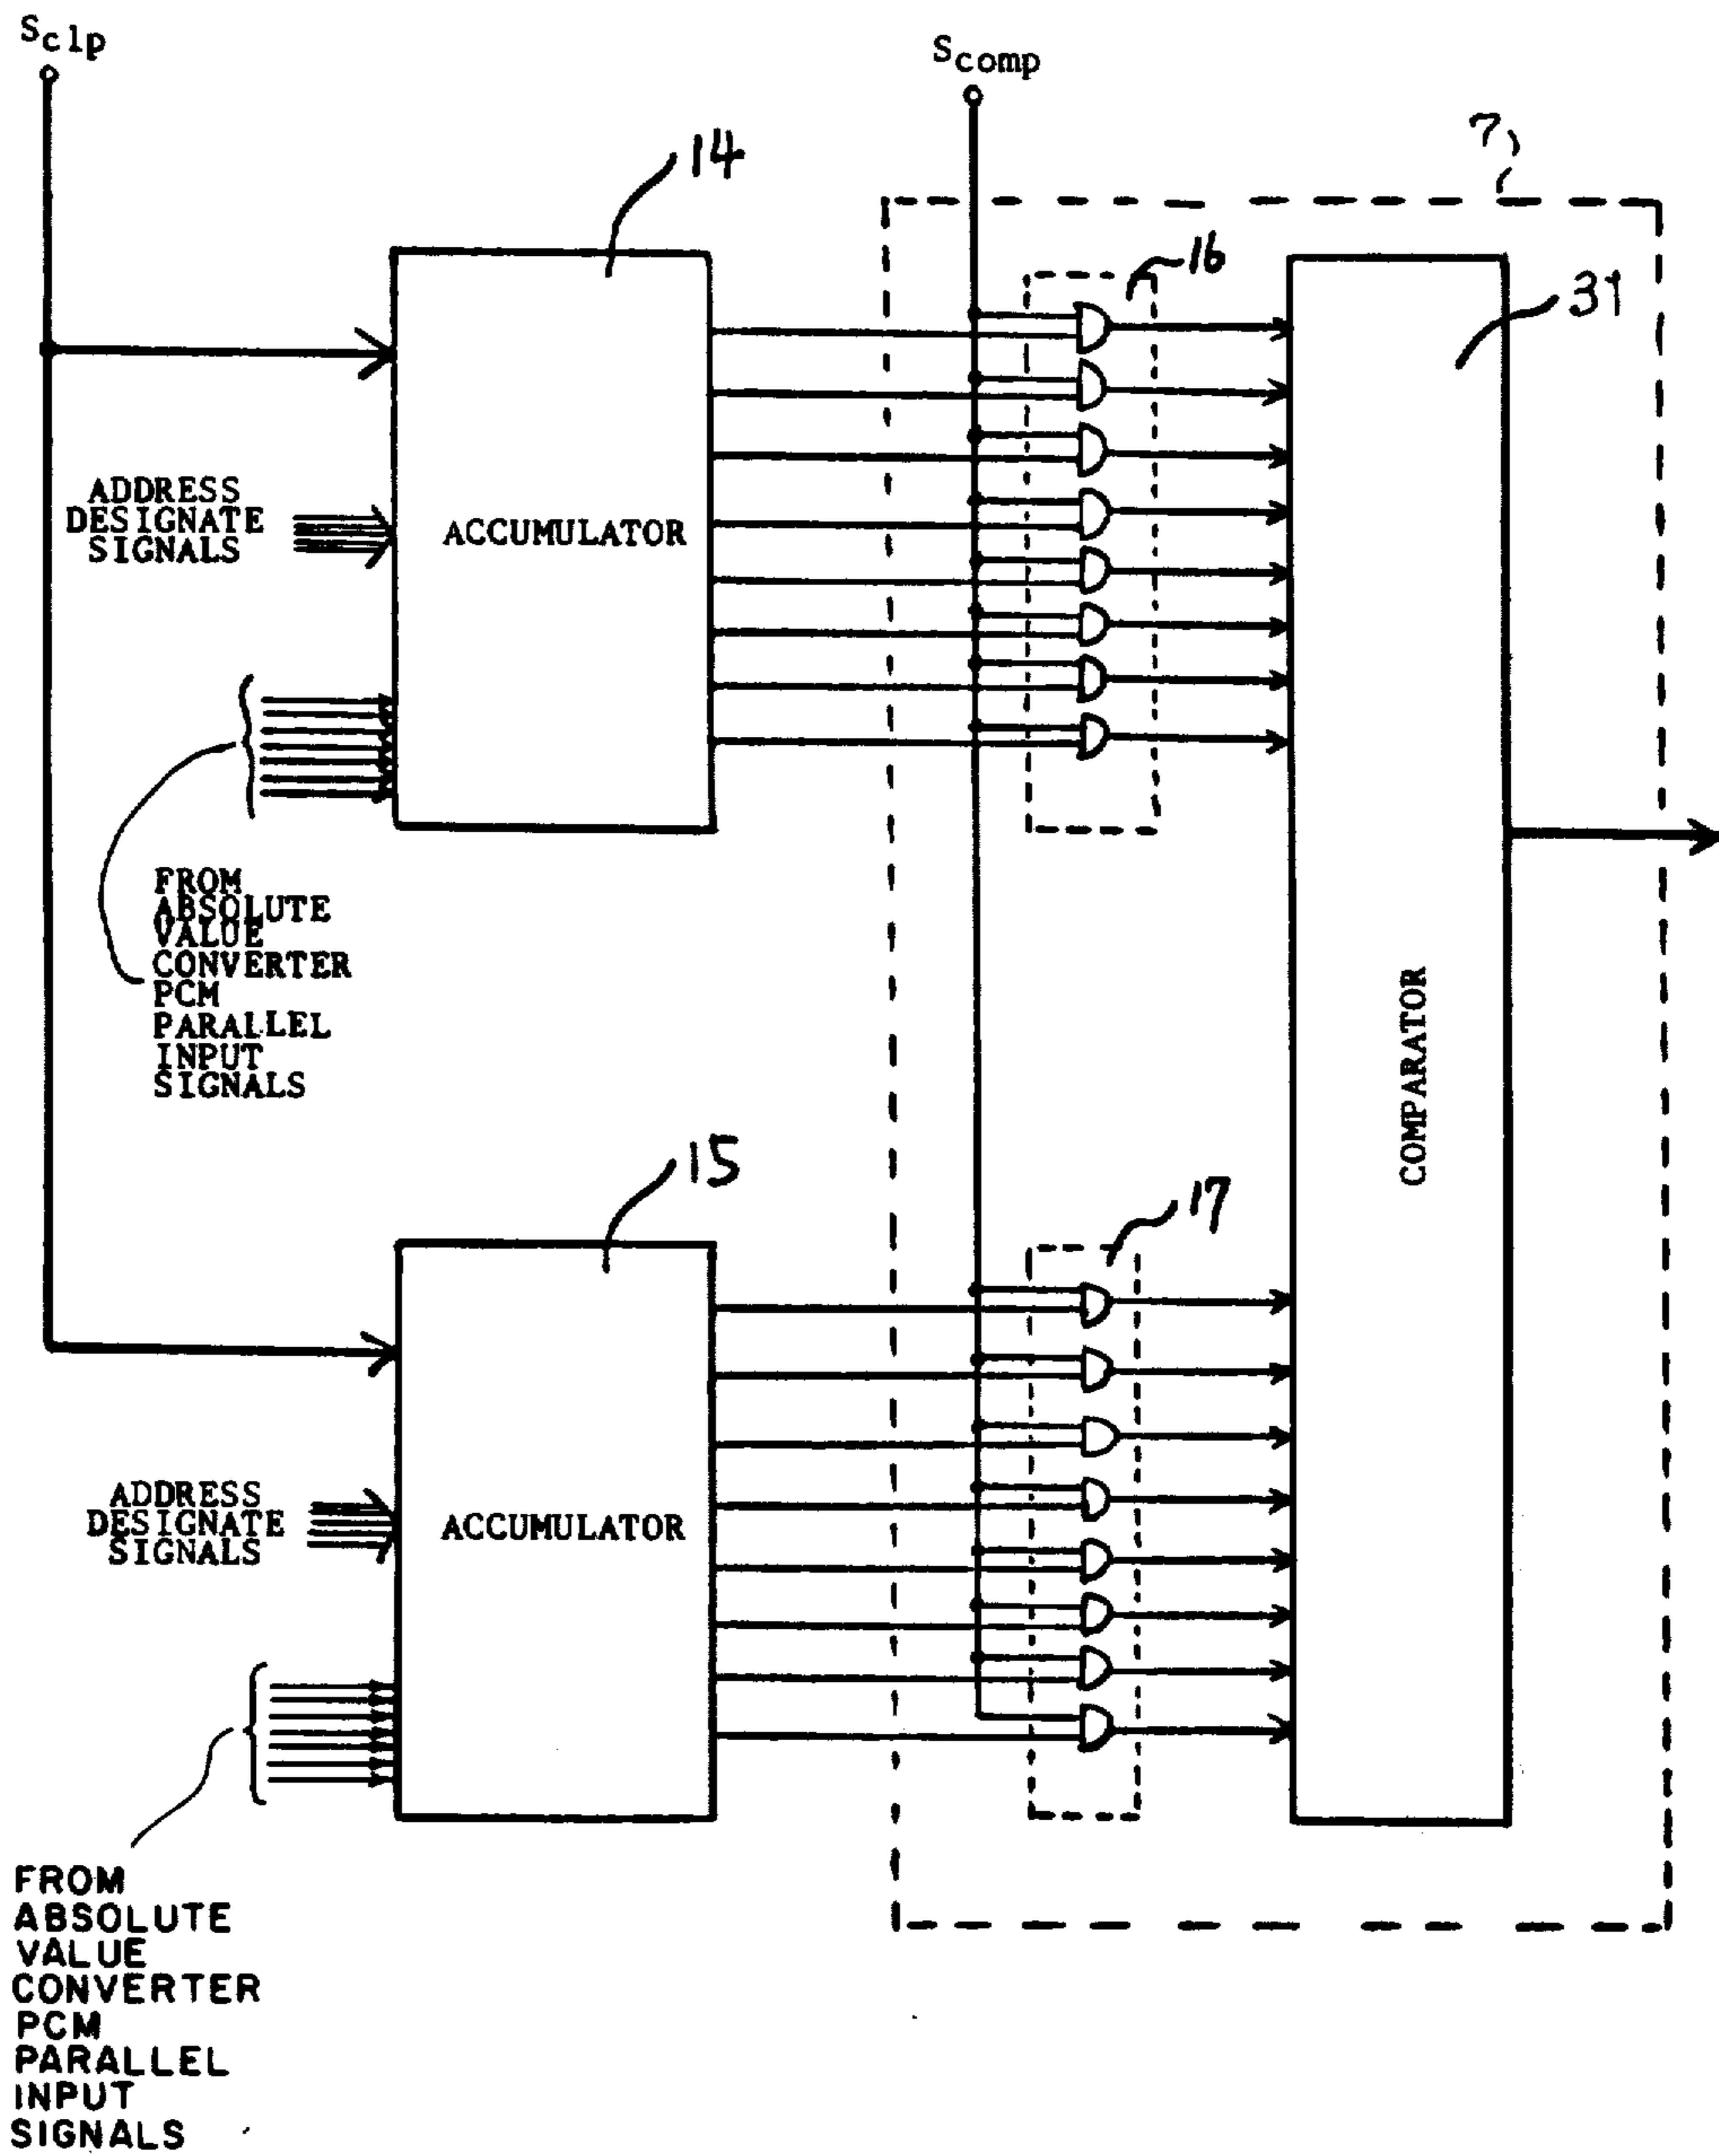 Sclp
Scomp
7
14
16
31
ADDRESS
DESIGNATE
SIGNALS
ACCUMULATOR
FROM
ABSOLUTE
VALUE
CONVERTER
PCM
PARALLEL
INPUT
SIGNALS
COMPARATOR
15
17
ADDRESS
DESIGNATE
SIGNALS
ACCUMULATOR
FROM
ABSOLUTE
VALUE
CONVERTER
PCM
PARALLEL
INPUT
SIGNALS